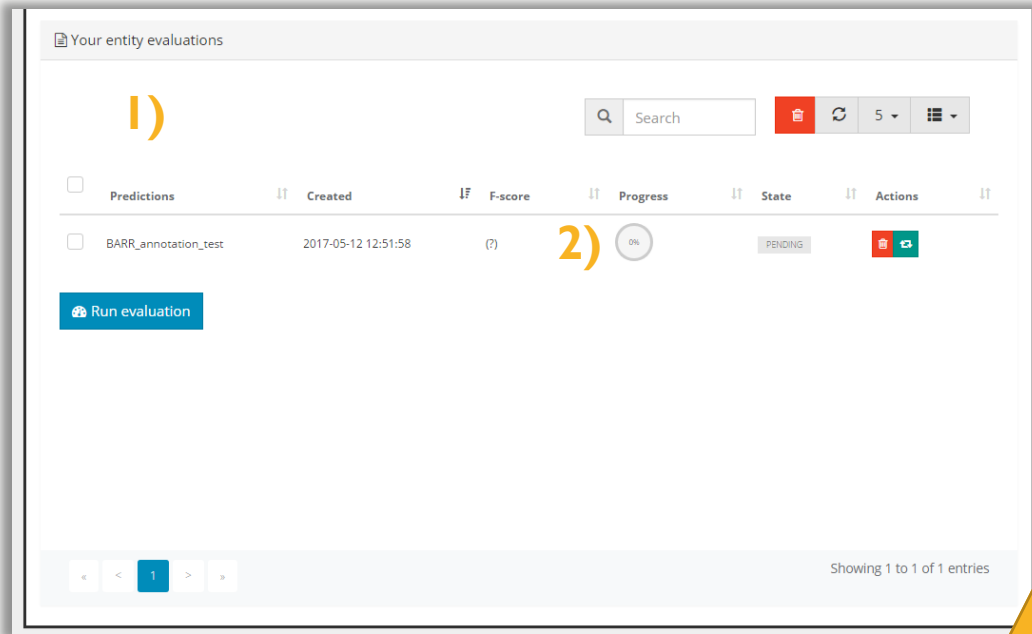 Your entity evaluations
1)
Search
5
Predictions Created F-score Progress State Actions
BARR_annotation_test 2017-05-12 12:51:58 (?) 2) 0% PENDING
Run evaluation
« < 1 > »
Showing 1 to 1 of 1 entries